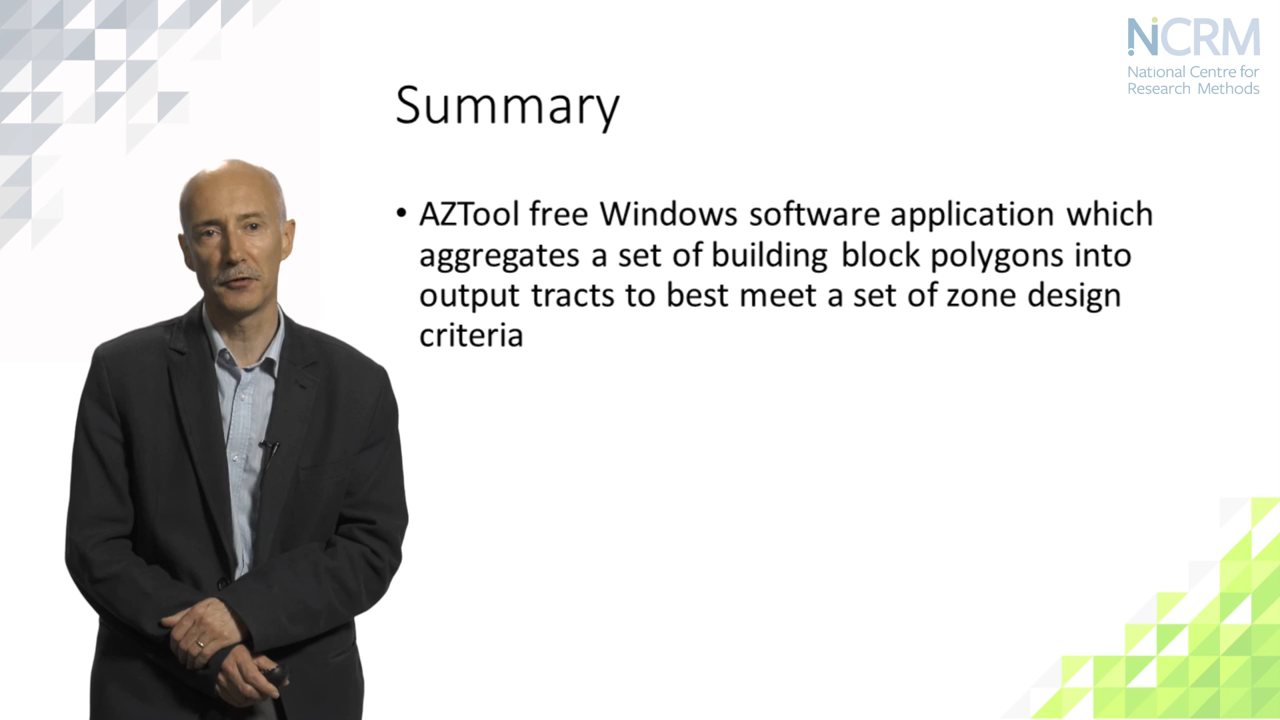 NCRM
National Centre for
Research Methods
Summary
• AZTool free Windows software application which
aggregates a set of building block polygons into
output tracts to best meet a set of zone design
criteria